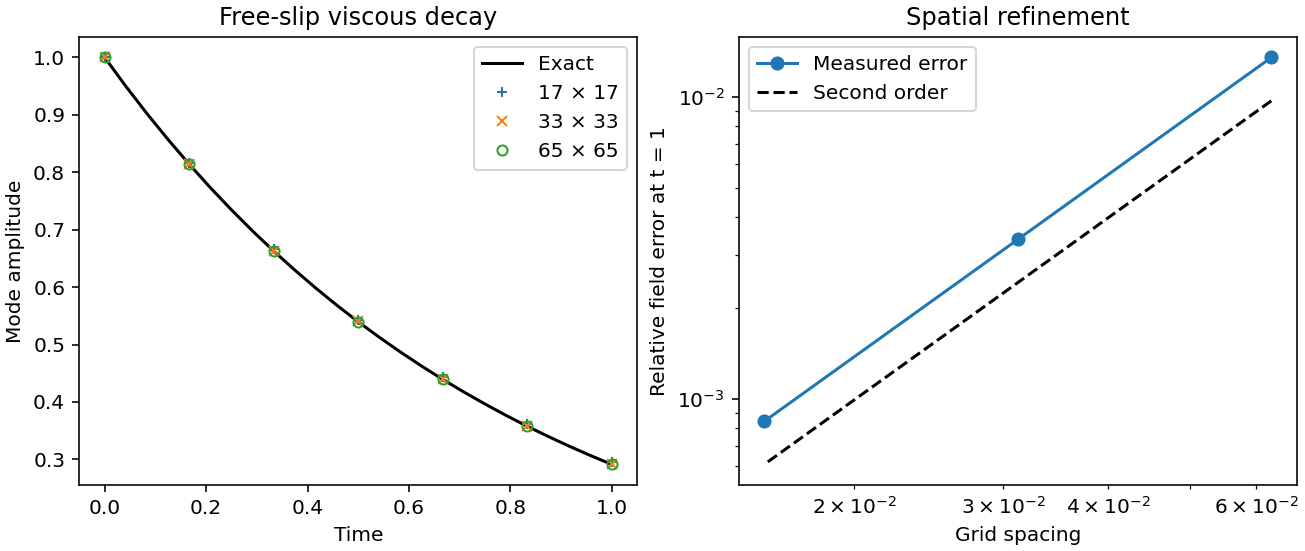 Free-slip viscous decay
Mode amplitude
1.0
0.9
0.8
0.7
0.6
0.5
0.4
0.3
Exact
17 × 17
33 × 33
65 × 65
0.0 0.2 0.4 0.6 0.8 1.0
Time
Spatial refinement
Relative field error at t = 1
10⁻²
10⁻³
Measured error
Second order
2 × 10⁻² 3 × 10⁻² 4 × 10⁻² 6 × 10⁻²
Grid spacing